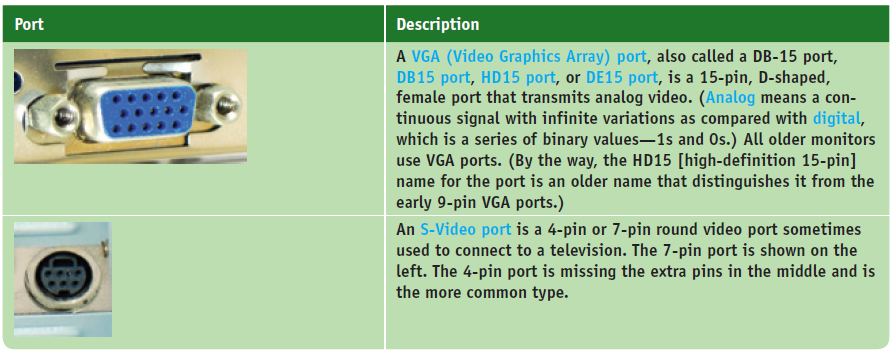 Port
Description
A VGA (Video Graphics Array) port, also called a DB-15 port,
DB15 port, HD15 port, or DE15 port, is a 15-pin, D-shaped,
female port that transmits analog video. (Analog means a con-
tinuous signal with infinite variations as compared with digital,
which is a series of binary values—1s and 0s.) All older monitors
use VGA ports. (By the way, the HD15 [high-definition 15-pin]
name for the port is an older name that distinguishes it from the
early 9-pin VGA ports.)
An S-Video port is a 4-pin or 7-pin round video port sometimes
used to connect to a television. The 7-pin port is shown on the
left. The 4-pin port is missing the extra pins in the middle and is
the more common type.